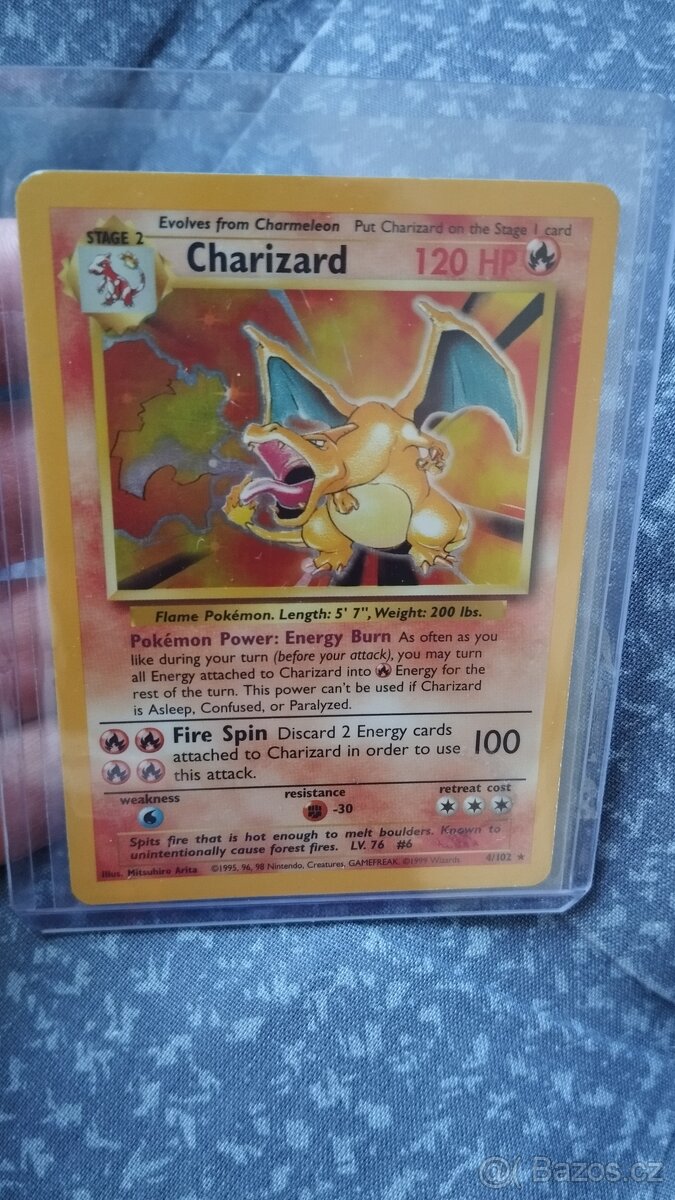 Evolves from Charmeleon Put Charizard on the Stage 1 card
STAGE 2
Charizard 120 HP
Flame Pokémon. Length: 5' 7", Weight: 200 lbs.
Pokémon Power: Energy Burn As often as you
like during your turn (before your attack), you may turn
all Energy attached to Charizard into Energy for the
rest of the turn. This power can't be used if Charizard
is Asleep, Confused, or Paralyzed.
Fire Spin Discard 2 Energy cards
attached to Charizard in order to use 100
this attack.
weakness resistance retreat cost
-30
Spits fire that is hot enough to melt boulders. Known to
unintentionally cause forest fires. LV. 76 #6
Illus. Mitsuhiro Arita ©1995, 96, 98 Nintendo, Creatures, GAMEFREAK. ©1999 Wizards. 4/102 ★
Bazos.cz